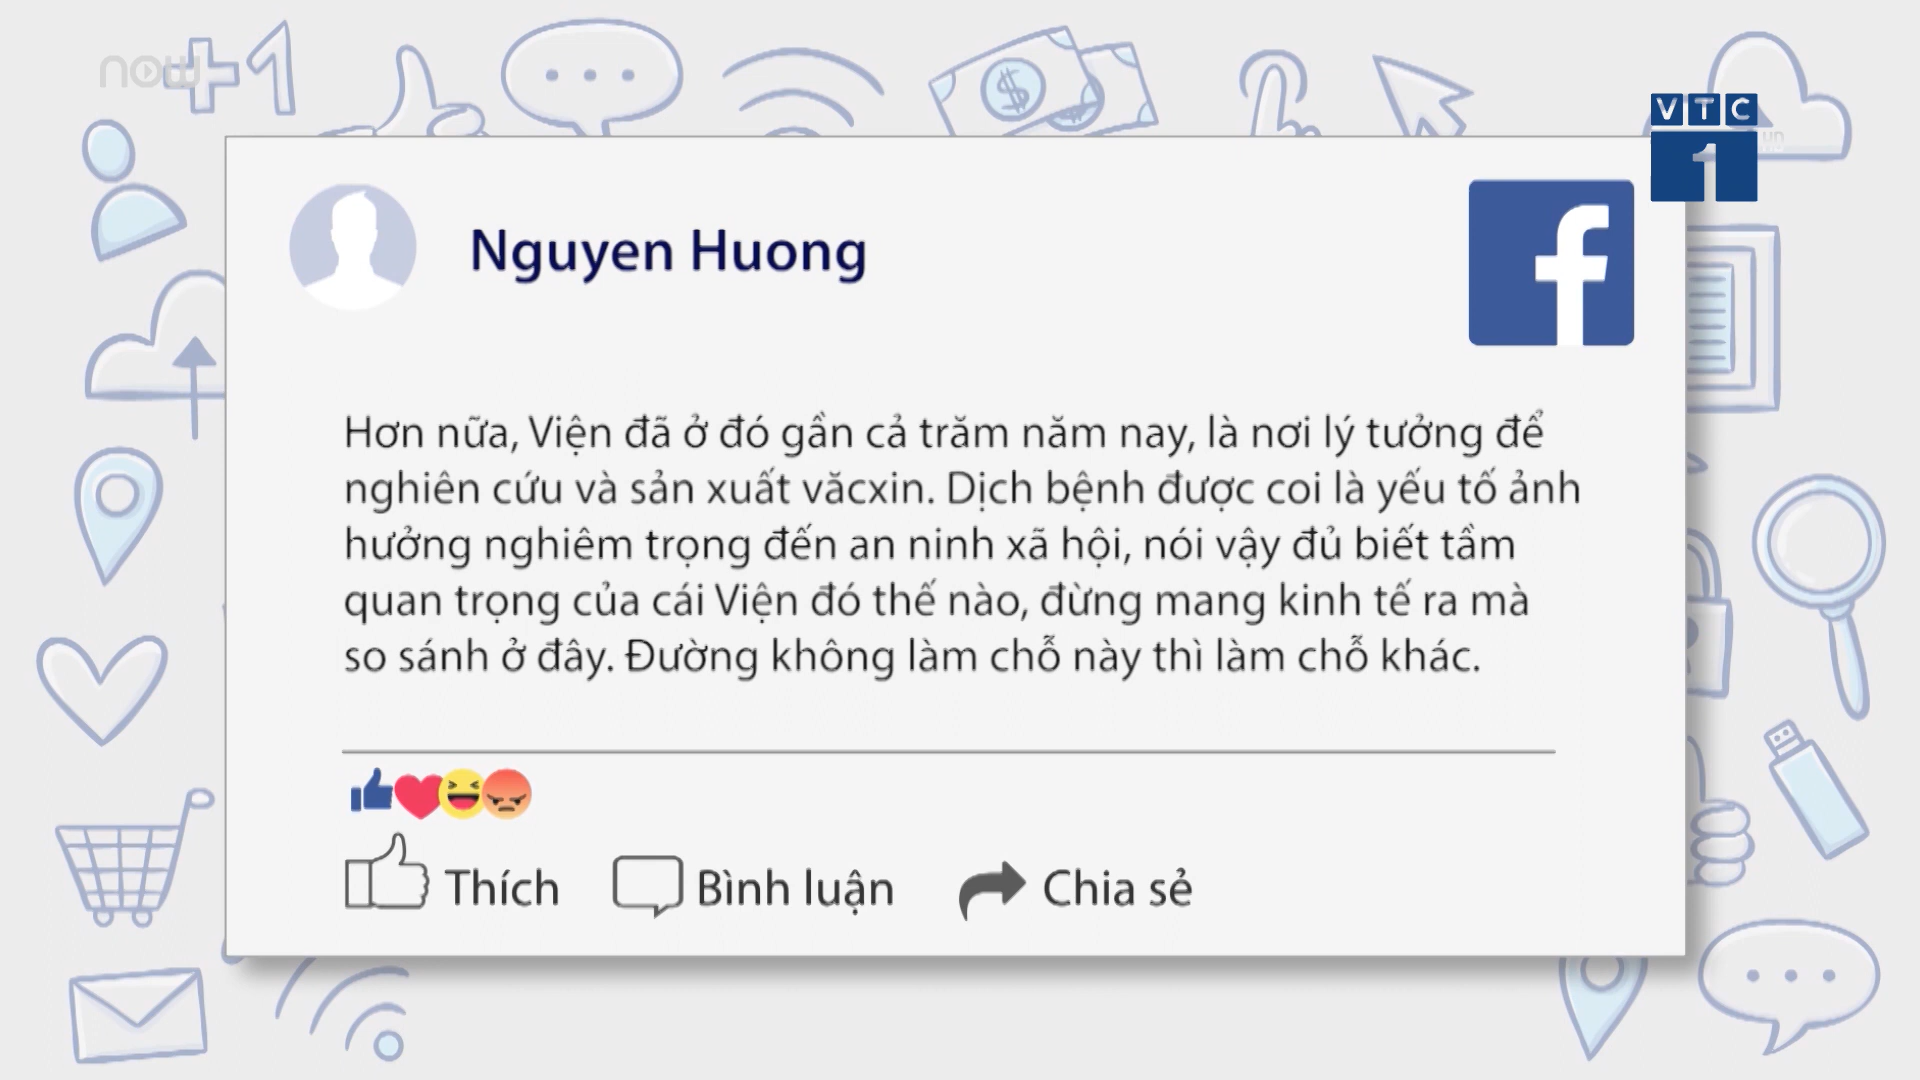 now
+1
VTC
1
HD
Nguyen Huong
f
Hơn nữa, Viện đã ở đó gần cả trăm năm nay, là nơi lý tưởng để
nghiên cứu và sản xuất văcxin. Dịch bệnh được coi là yếu tố ảnh
hưởng nghiêm trọng đến an ninh xã hội, nói vậy đủ biết tầm
quan trọng của cái Viện đó thế nào, đừng mang kinh tế ra mà
so sánh ở đây. Đường không làm chỗ này thì làm chỗ khác.
Thích Bình luận Chia sẻ